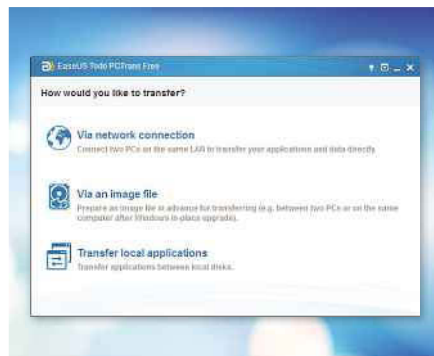 EaseUS Todo PCTrans Free
How would you like to transfer?
Via network connection
Connect two PCs on the same LAN to transfer your applications and data directly.
Via an image file
Prepare an image file in advance for transferring (e.g. between two PCs or on the same
computer after Windows in-place upgrade).
Transfer local applications
Transfer applications between local disks.